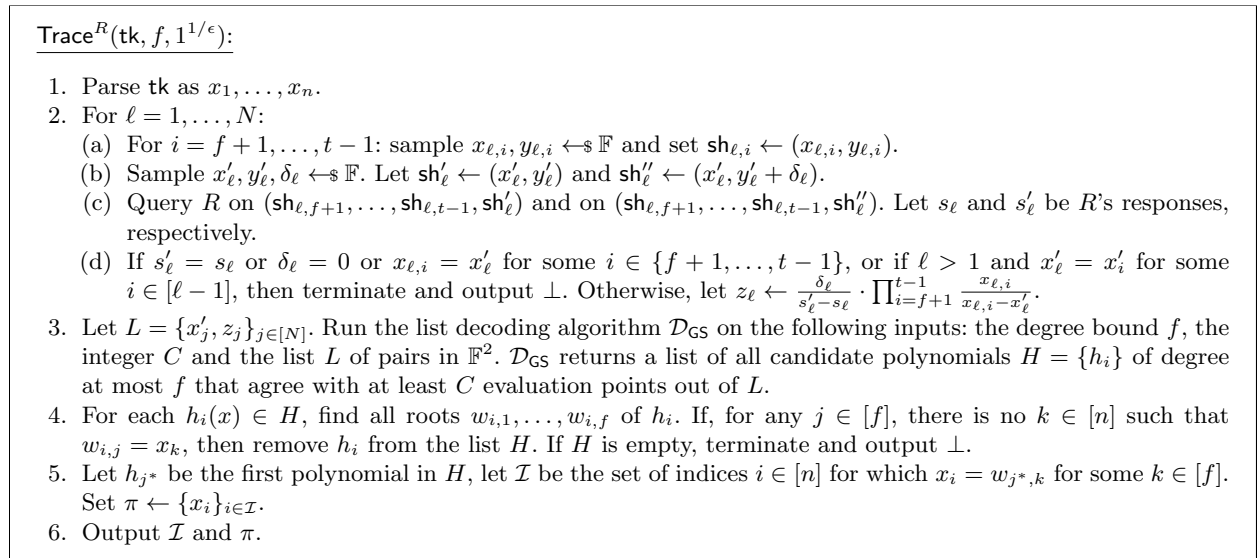 Trace^R(tk, f, 1^{1/ϵ}):
1. Parse tk as x_1, . . . , x_n.
2. For ℓ = 1, . . . , N:
(a) For i = f + 1, . . . , t − 1: sample x_{ℓ,i}, y_{ℓ,i} ←$ 𝔽 and set sh_{ℓ,i} ← (x_{ℓ,i}, y_{ℓ,i}).
(b) Sample x′_ℓ, y′_ℓ, δ_ℓ ←$ 𝔽. Let sh′_ℓ ← (x′_ℓ, y′_ℓ) and sh′′_ℓ ← (x′_ℓ, y′_ℓ + δ_ℓ).
(c) Query R on (sh_{ℓ,f+1}, . . . , sh_{ℓ,t−1}, sh′_ℓ) and on (sh_{ℓ,f+1}, . . . , sh_{ℓ,t−1}, sh′′_ℓ). Let s_ℓ and s′_ℓ be R's responses,
respectively.
(d) If s′_ℓ = s_ℓ or δ_ℓ = 0 or x_{ℓ,i} = x′_ℓ for some i ∈ {f + 1, . . . , t − 1}, or if ℓ > 1 and x′_ℓ = x′_i for some
i ∈ [ℓ − 1], then terminate and output ⊥. Otherwise, let z_ℓ ← \frac{δ_ℓ}{s′_ℓ−s_ℓ} · ∏_{i=f+1}^{t−1} \frac{x_{ℓ,i}}{x_{ℓ,i}−x′_ℓ}.
3. Let L = {x′_j, z_j}_{j∈[N]}. Run the list decoding algorithm 𝒟_{GS} on the following inputs: the degree bound f, the
integer C and the list L of pairs in 𝔽^2. 𝒟_{GS} returns a list of all candidate polynomials H = {h_i} of degree
at most f that agree with at least C evaluation points out of L.
4. For each h_i(x) ∈ H, find all roots w_{i,1}, . . . , w_{i,f} of h_i. If, for any j ∈ [f], there is no k ∈ [n] such that
w_{i,j} = x_k, then remove h_i from the list H. If H is empty, terminate and output ⊥.
5. Let h_{j*} be the first polynomial in H, let ℐ be the set of indices i ∈ [n] for which x_i = w_{j*,k} for some k ∈ [f].
Set π ← {x_i}_{i∈ℐ}.
6. Output ℐ and π.